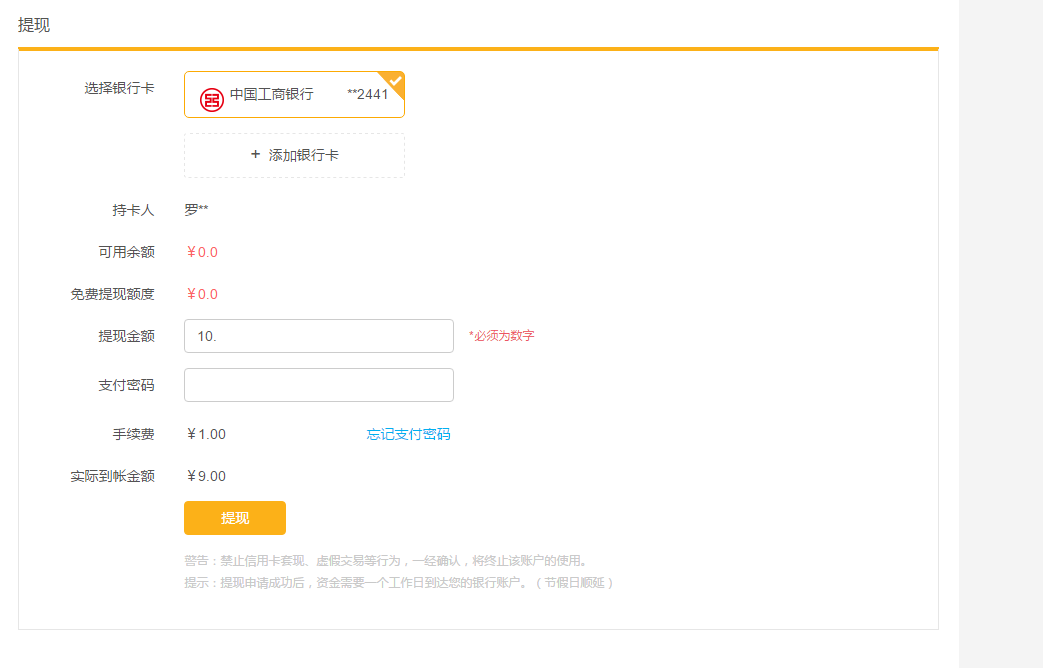 提现
选择银行卡
中国工商银行 **2441
+ 添加银行卡
持卡人 罗**
可用余额 ¥0.0
免费提现额度 ¥0.0
提现金额 10. *必须为数字
支付密码
手续费 ¥1.00 忘记支付密码
实际到帐金额 ¥9.00
提现
警告：禁止信用卡套现、虚假交易等行为，一经确认，将终止该账户的使用。
提示：提现申请成功后，资金需要一个工作日到达您的银行账户。（节假日顺延）